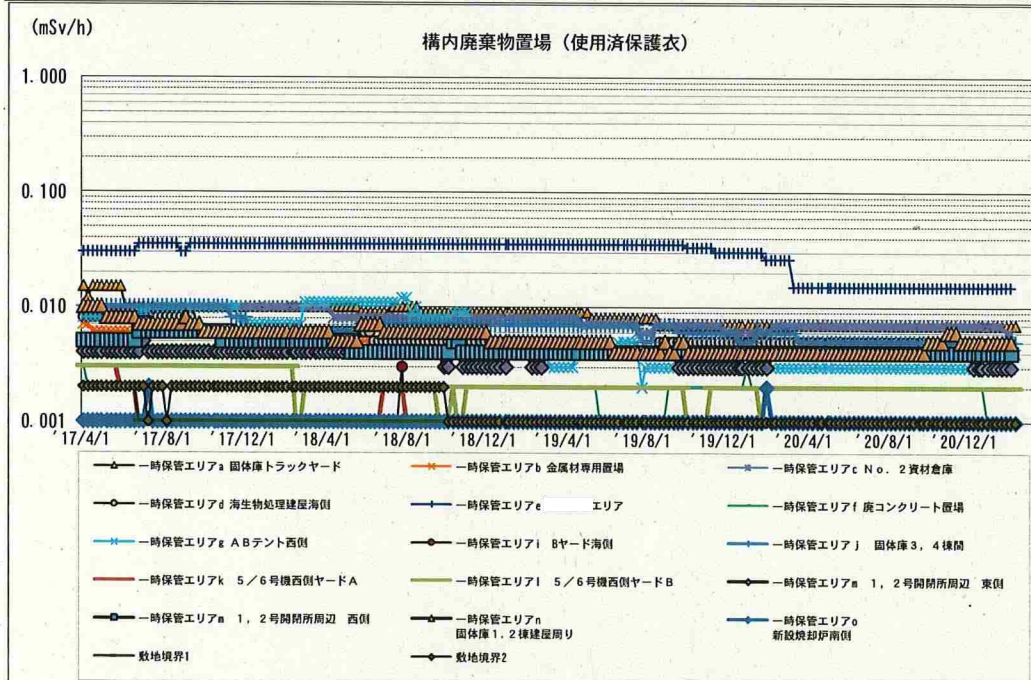 (mSv/h)
構内廃棄物置場（使用済保護衣）
1.000
0.100
0.010
0.001
'17/4/1 '17/8/1 '17/12/1 '18/4/1 '18/8/1 '18/12/1 '19/4/1 '19/8/1 '19/12/1 '20/4/1 '20/8/1 '20/12/1
一時保管エリアa 固体庫トラックヤード
一時保管エリアb 金属材専用置場
一時保管エリアc No．2資材倉庫
一時保管エリアd 海生物処理建屋海側
一時保管エリアe エリア
一時保管エリアf 廃コンクリート置場
一時保管エリアg ABテント西側
一時保管エリアi Bヤード海側
一時保管エリアj 固体庫3，4棟間
一時保管エリアk 5／6号機西側ヤードA
一時保管エリアl 5／6号機西側ヤードB
一時保管エリアm 1，2号開閉所周辺 東側
一時保管エリアm 1，2号開閉所周辺 西側
一時保管エリアn
固体庫1,2棟建屋周り
一時保管エリアo
新設焼却炉南側
敷地境界1
敷地境界2